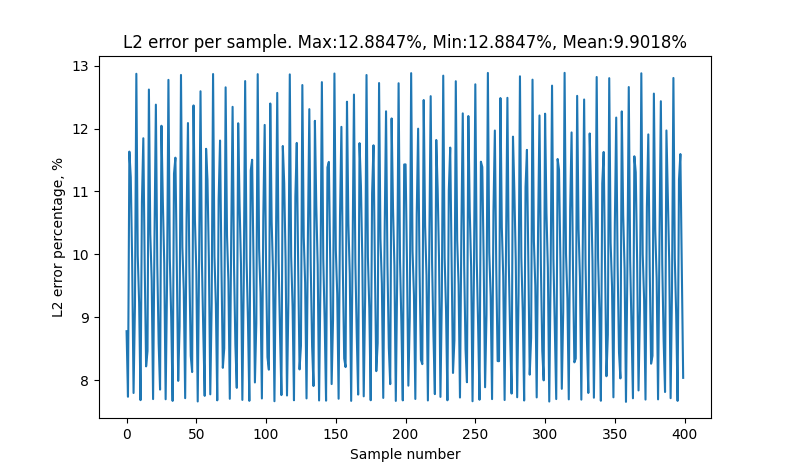 L2 error per sample. Max:12.8847%, Min:12.8847%, Mean:9.9018%
13
12
11
10
9
8
L2 error percentage, %
0 50 100 150 200 250 300 350 400
Sample number